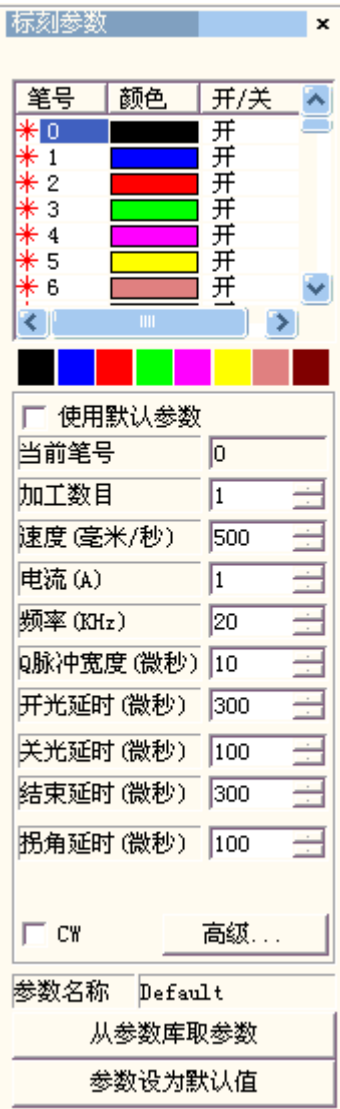 标刻参数
笔号 颜色 开/关
0 开
1 开
2 开
3 开
4 开
5 开
6 开
使用默认参数
当前笔号 0
加工数目 1
速度(毫米/秒) 500
电流(A) 1
频率(KHz) 20
Q脉冲宽度(微秒) 10
开光延时(微秒) 300
关光延时(微秒) 100
结束延时(微秒) 300
拐角延时(微秒) 100
CW 高级...
参数名称 Default
从参数库取参数
参数设为默认值